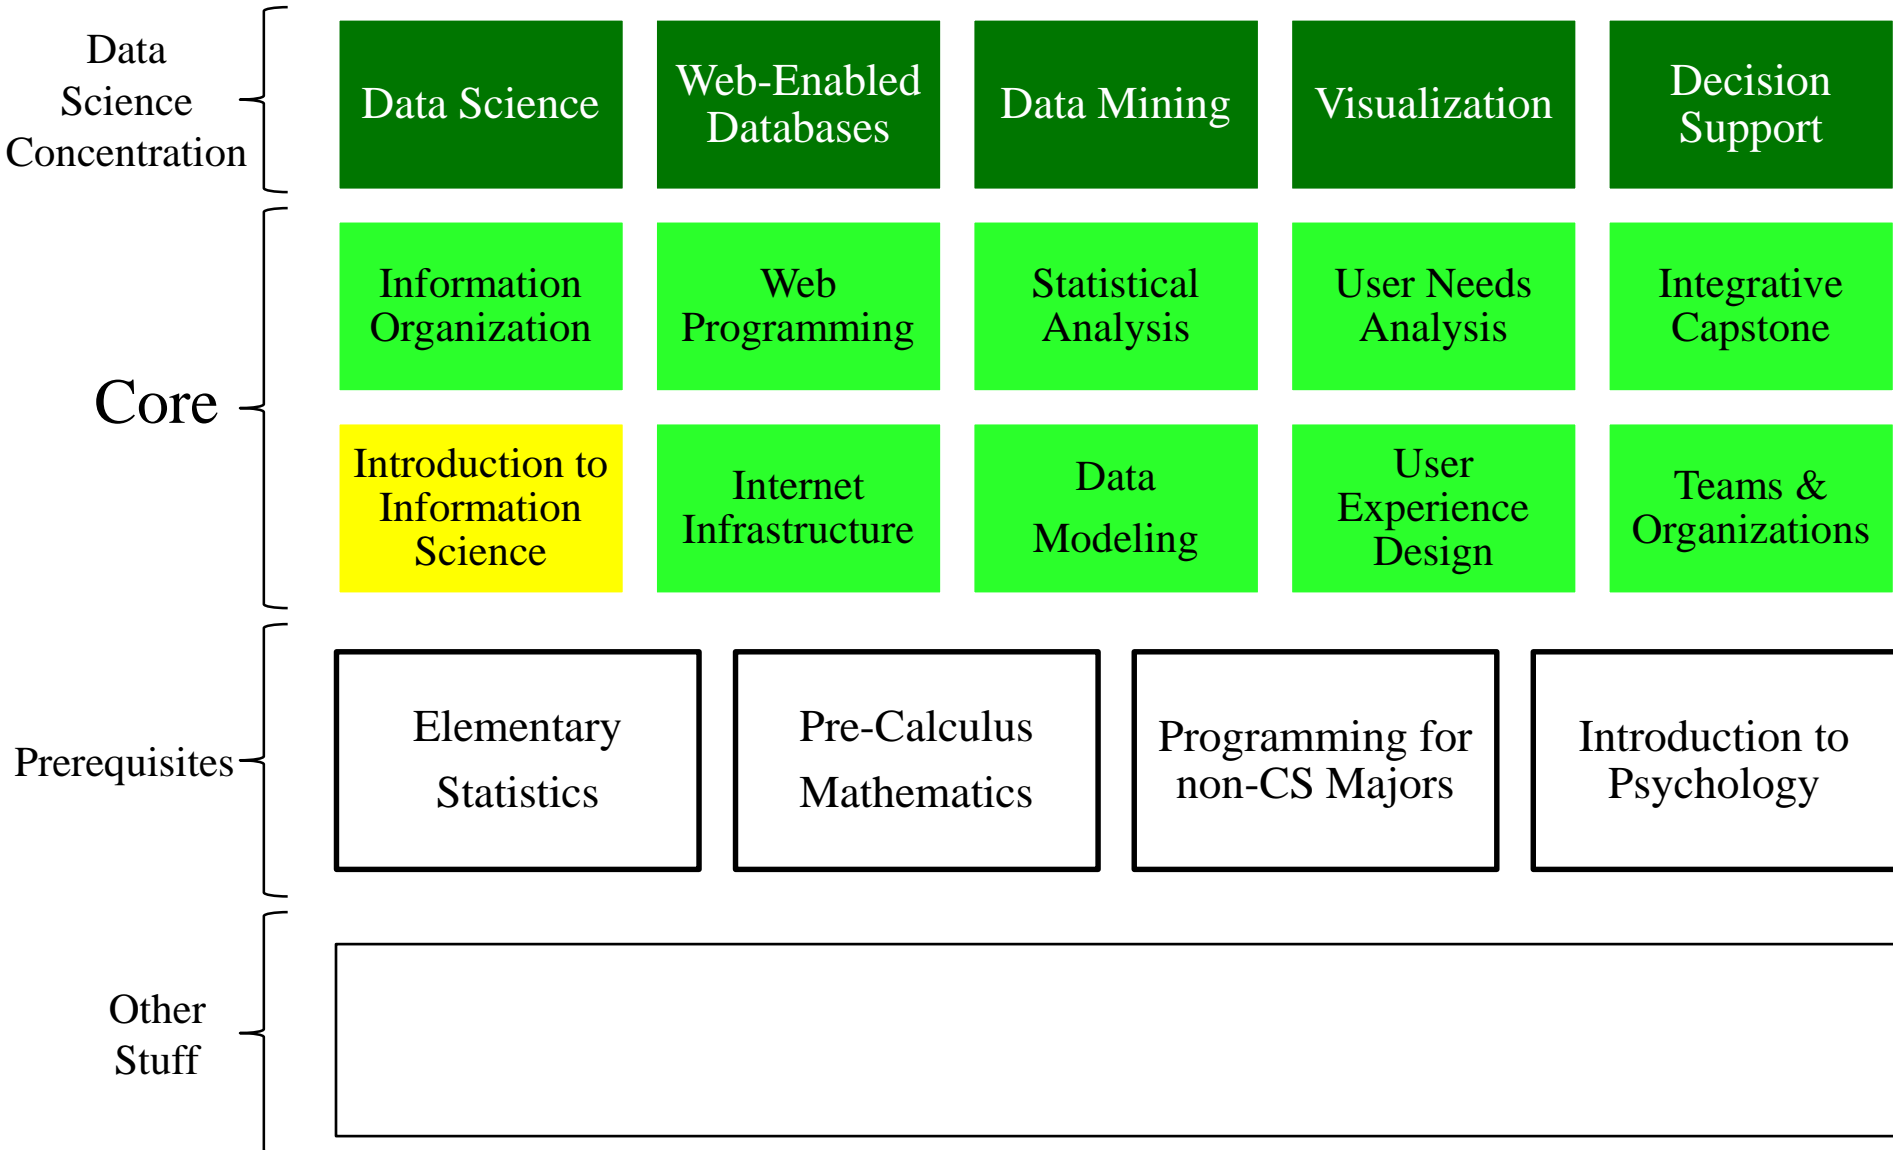 Data
Science
Concentration
Data Science
Web-Enabled
Databases
Data Mining
Visualization
Decision
Support
Core
Information
Organization
Web
Programming
Statistical
Analysis
User Needs
Analysis
Integrative
Capstone
Introduction to
Information
Science
Internet
Infrastructure
Data
Modeling
User
Experience
Design
Teams &
Organizations
Prerequisites
Elementary
Statistics
Pre-Calculus
Mathematics
Programming for
non-CS Majors
Introduction to
Psychology
Other
Stuff